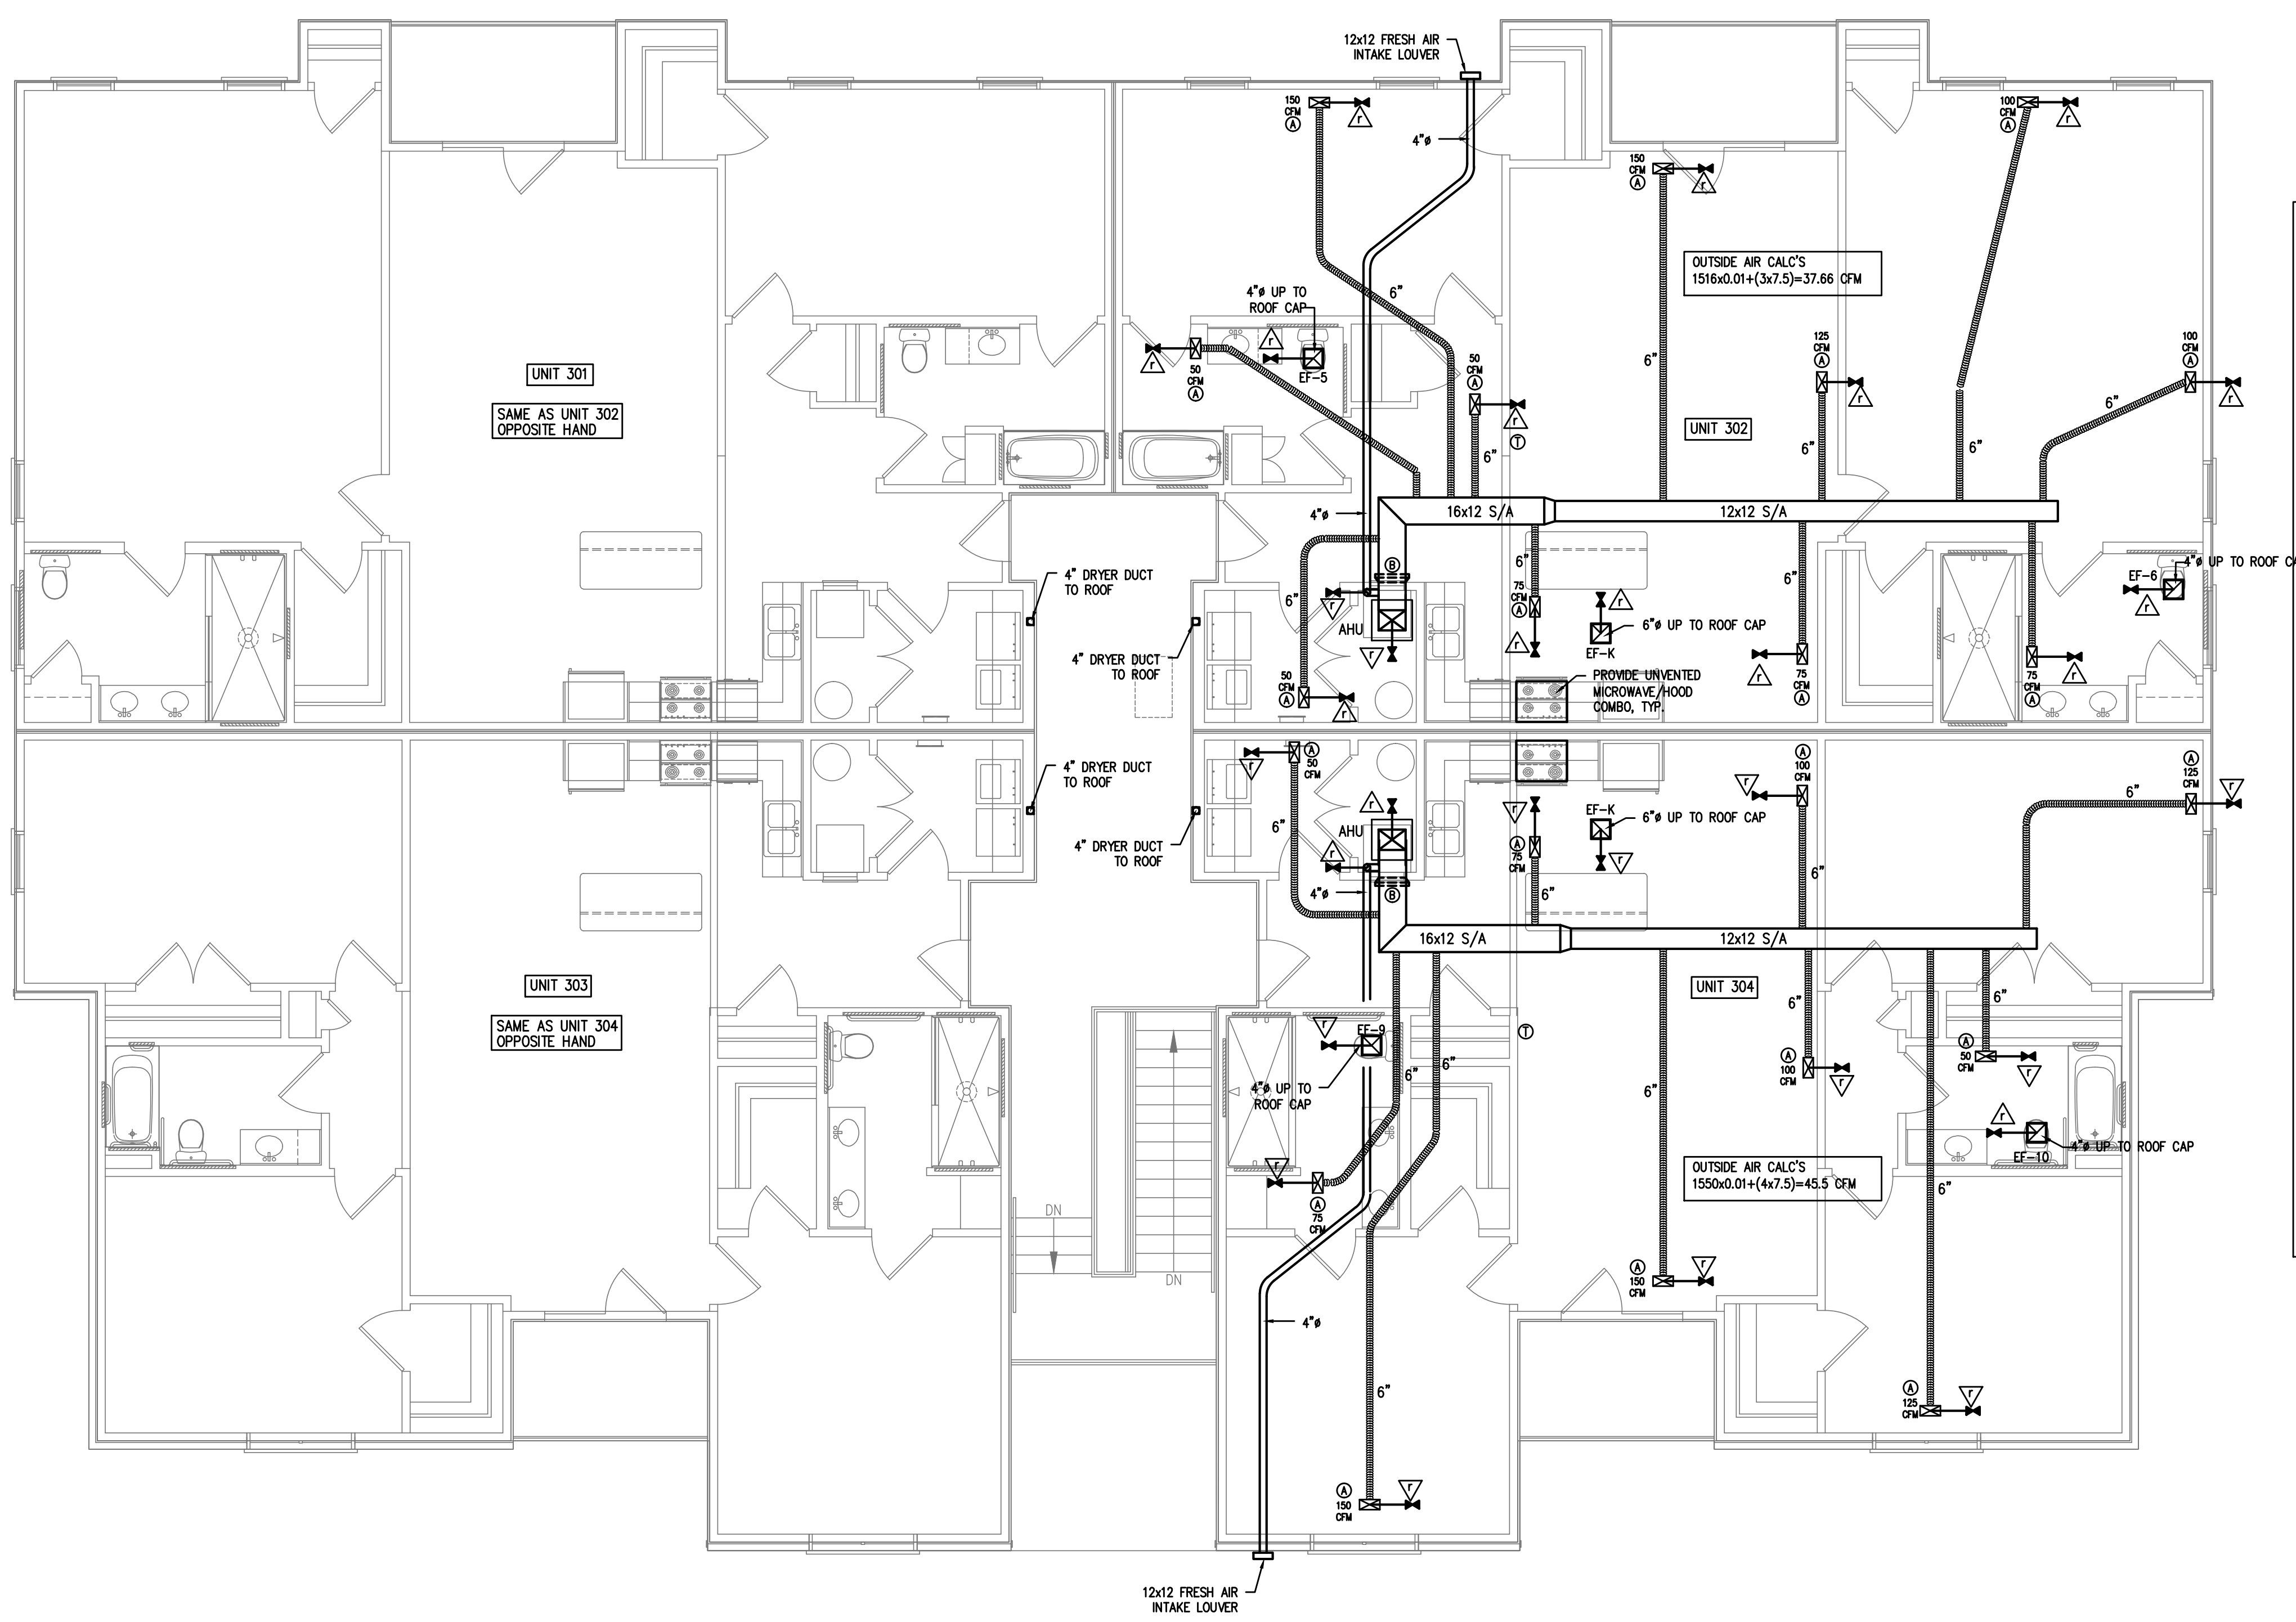 12x12 FRESH AIR
INTAKE LOUVER
150
CFM
A
r
4"ø
100
CFM
A
r
150
CFM
A
r
OUTSIDE AIR CALC'S
1516x0.01+(3x7.5)=37.66 CFM
4"ø UP TO
ROOF CAP
6"
r
EF-5
r
50
CFM
A
50
CFM
A
r
T
6"
6"
125
CFM
A
r
6"
6"
100
CFM
A
r
6"
UNIT 301
SAME AS UNIT 302
OPPOSITE HAND
UNIT 302
4"ø
16x12 S/A
12x12 S/A
B
6"
r
AHU
r
6"
75
CFM
A
r
r
6"ø UP TO ROOF CAP
EF-K
6"
r
75
CFM
A
EF-6
4"ø UP TO ROOF CA
r
r
75
CFM
A
4" DRYER DUCT
TO ROOF
4" DRYER DUCT
TO ROOF
50
CFM
A
r
PROVIDE UNVENTED
MICROWAVE/HOOD
COMBO, TYP.
4" DRYER DUCT
TO ROOF
4" DRYER DUCT
TO ROOF
r
A
50
CFM
6"
r
AHU
r
4"ø
B
r
A
75
CFM
6"
EF-K
6"ø UP TO ROOF CAP
r
r
A
100
CFM
6"
6"
A
125
CFM
r
16x12 S/A
12x12 S/A
UNIT 303
SAME AS UNIT 304
OPPOSITE HAND
UNIT 304
r
EF-9
4"ø UP TO
ROOF CAP
6"
6"
T
6"
6"
A
100
CFM
r
6"
A
50
CFM
r
r
EF-10
4"ø UP TO ROOF CAP
OUTSIDE AIR CALC'S
1550x0.01+(4x7.5)=45.5 CFM
6"
r
A
75
CFM
DN
DN
A
150
CFM
r
4"ø
6"
A
125
CFM
r
A
150
CFM
r
12x12 FRESH AIR
INTAKE LOUVER